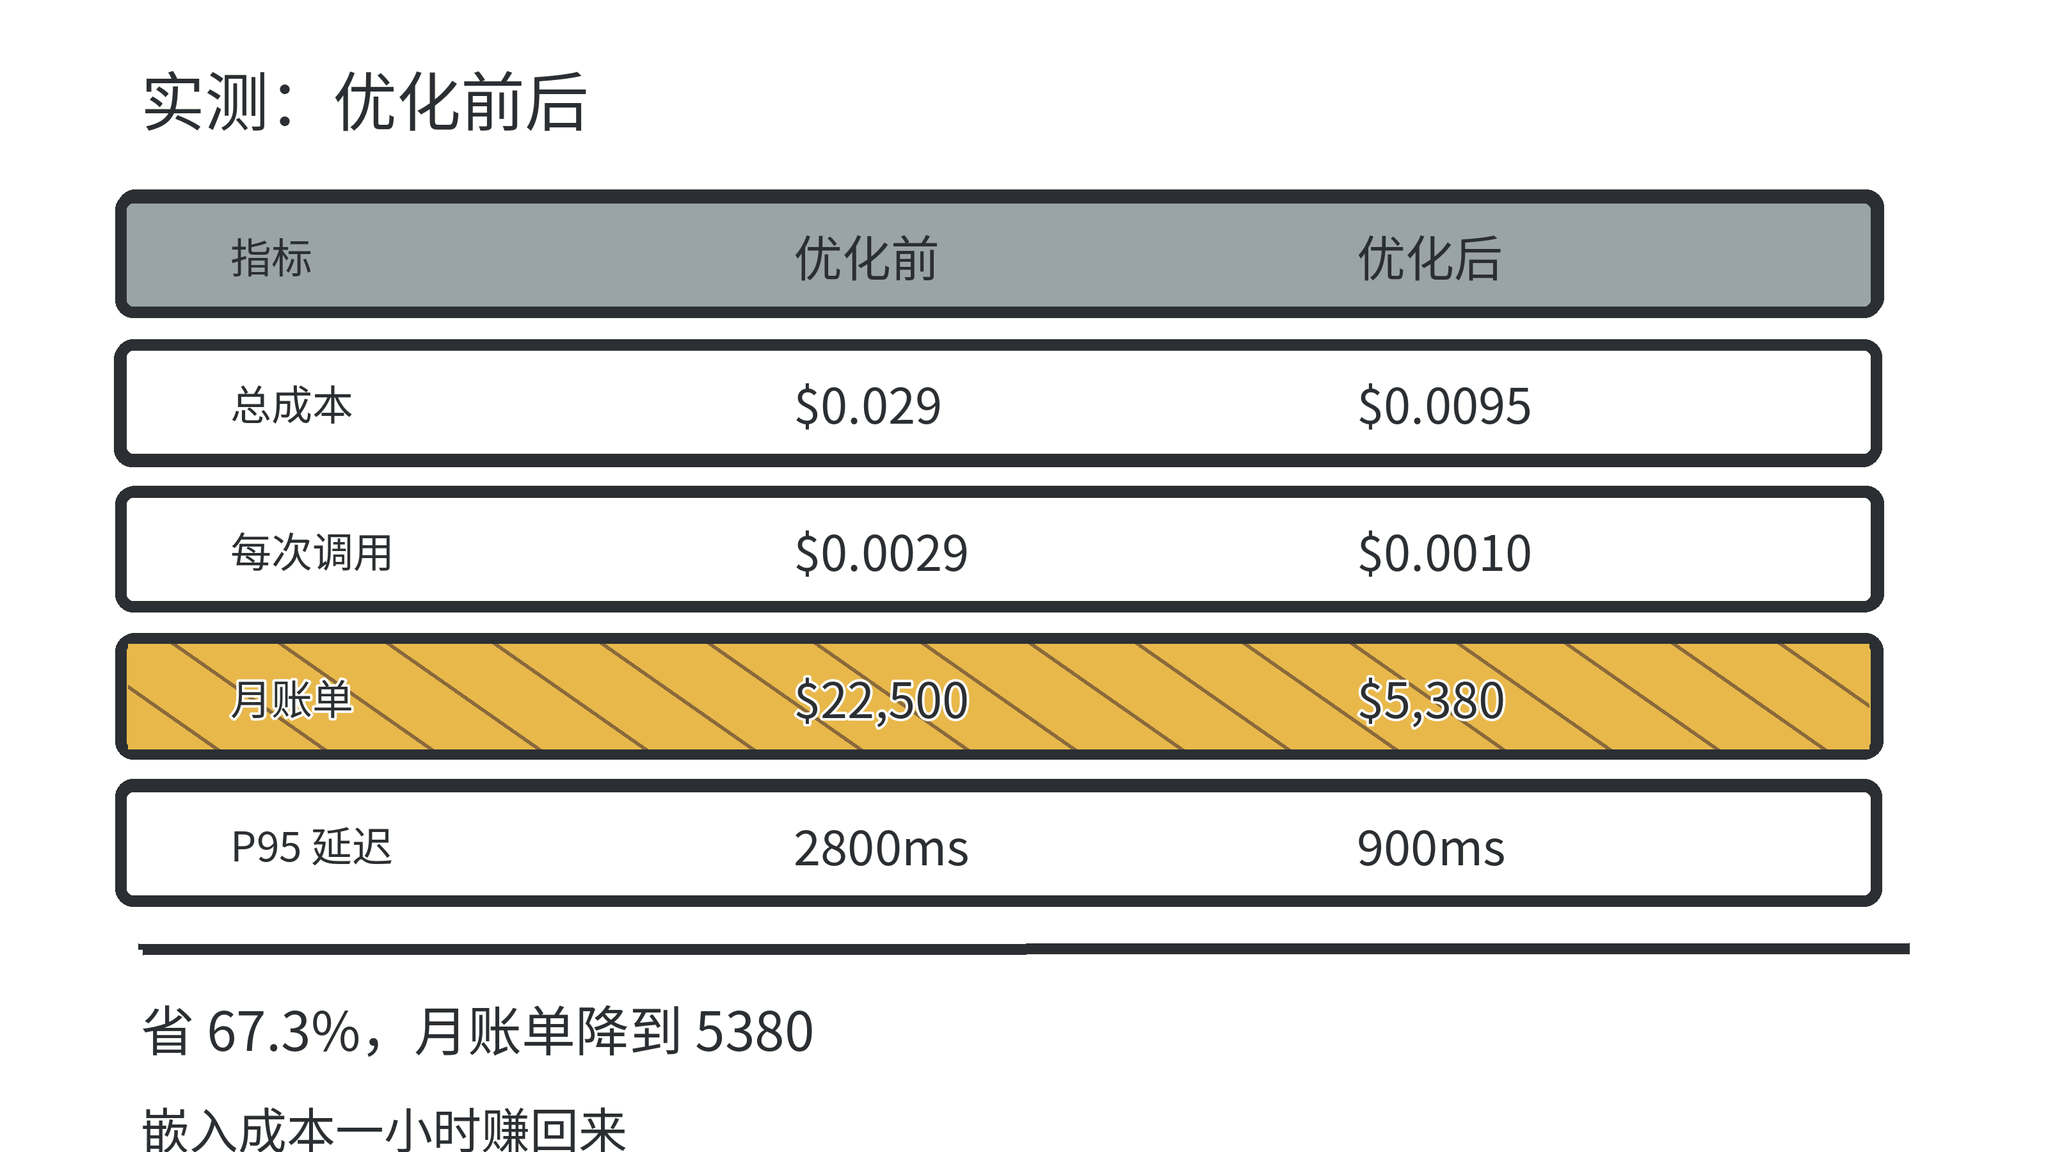 实测：优化前后
指标 优化前 优化后
总成本 $0.029 $0.0095
每次调用 $0.0029 $0.0010
月账单 $22,500 $5,380
P95 延迟 2800ms 900ms
省 67.3%，月账单降到 5380
嵌入成本一小时赚回来